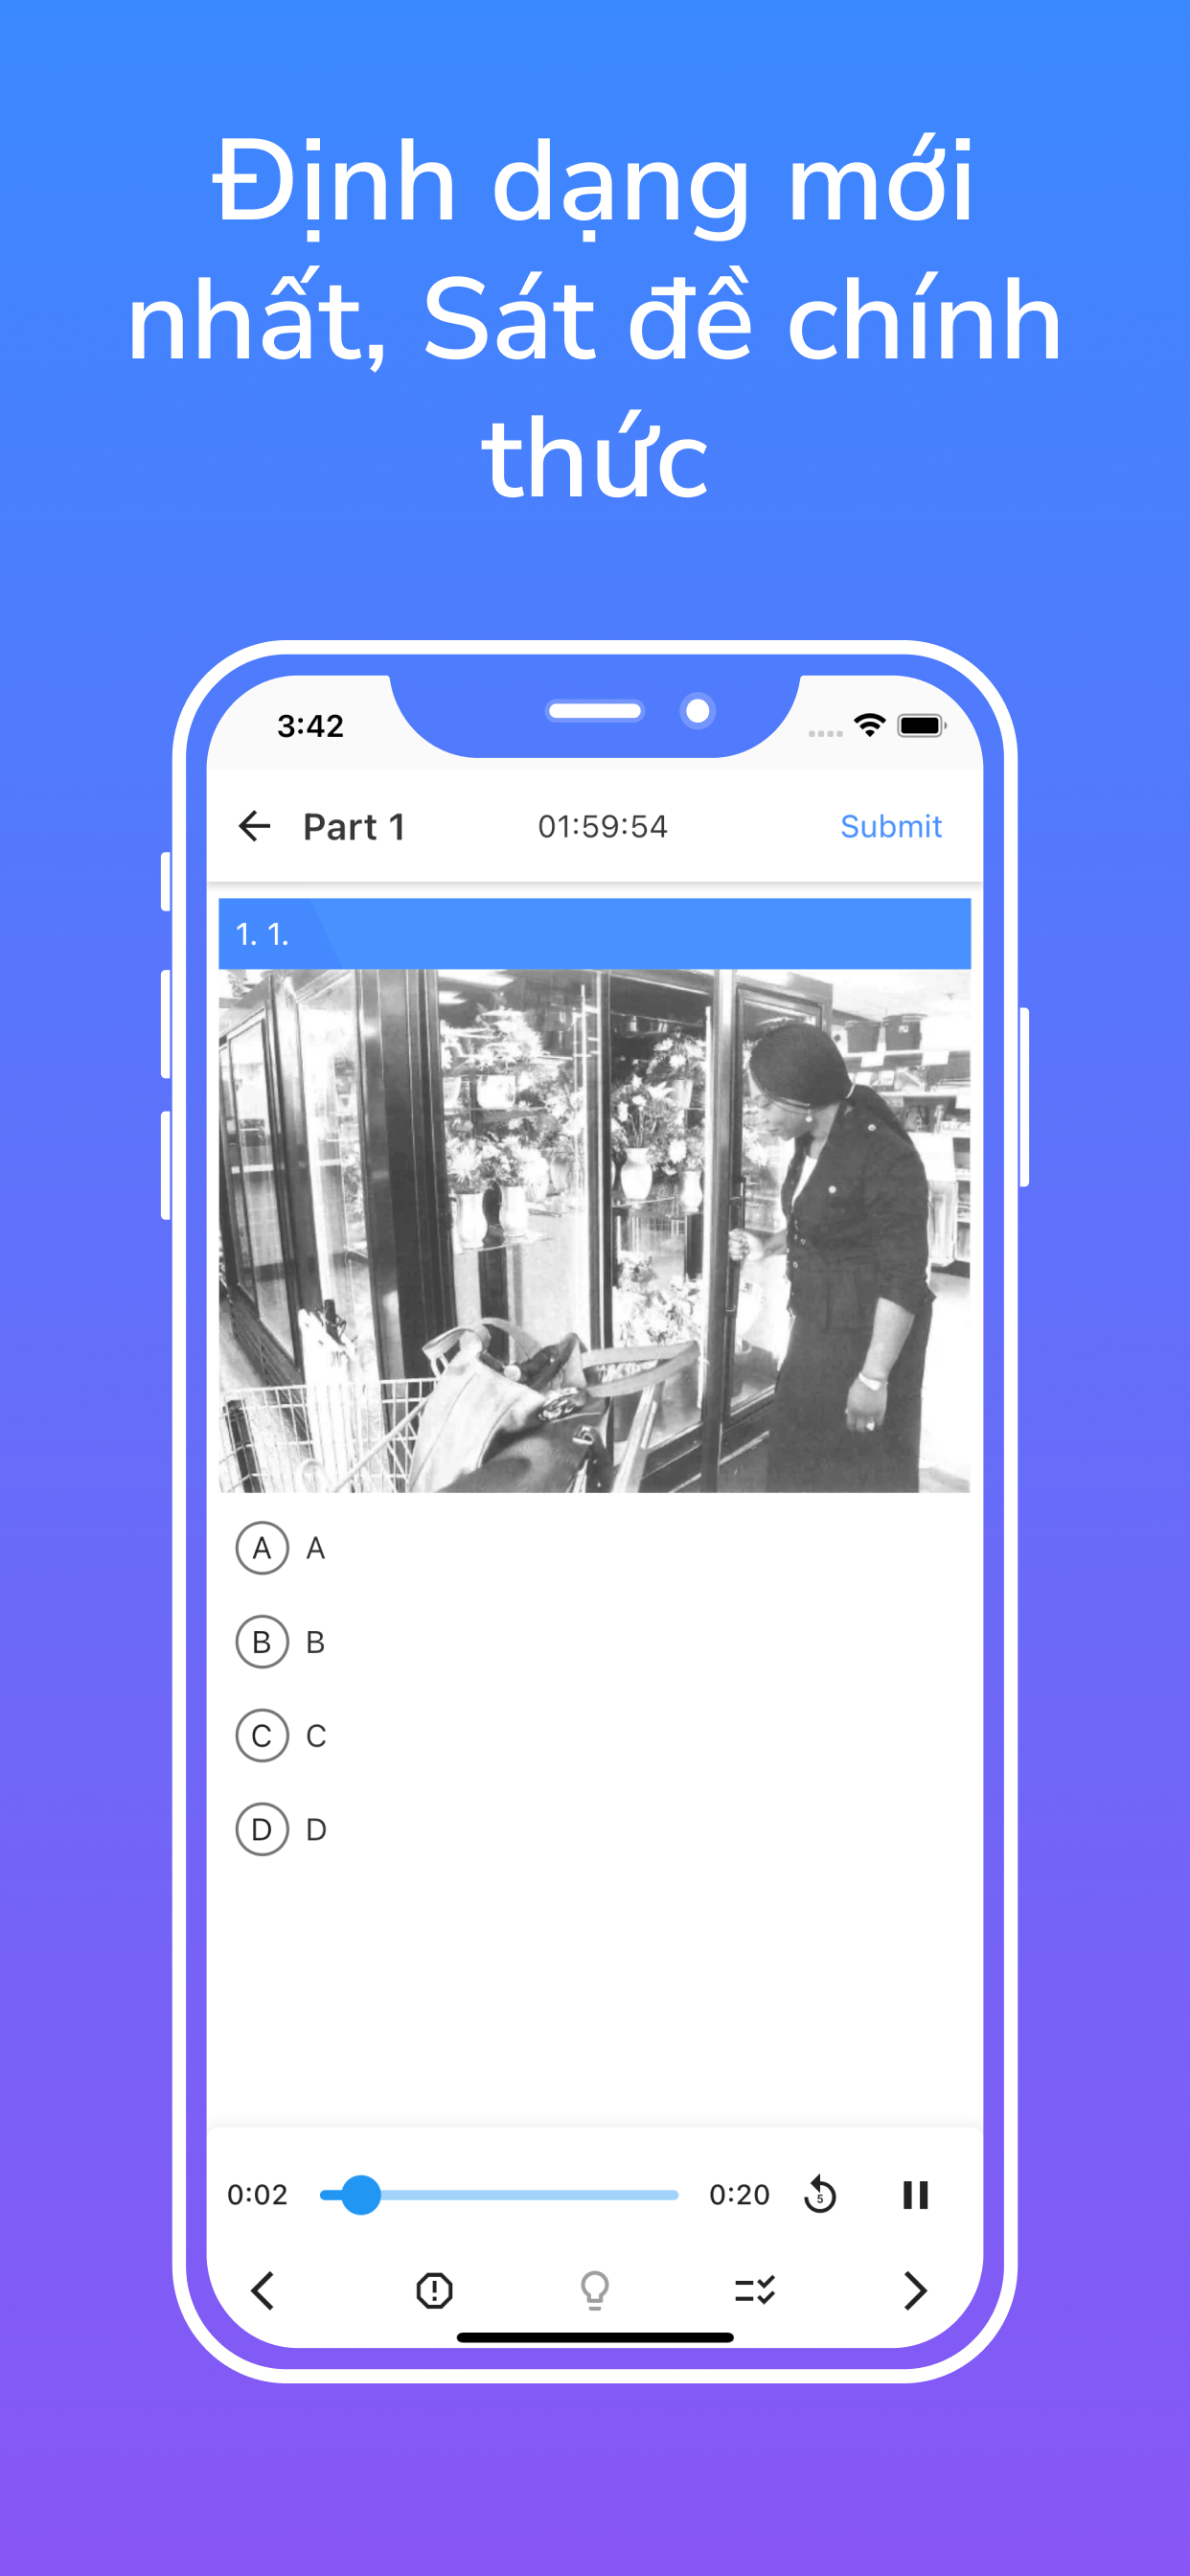 Định dạng mới
nhất, Sát đề chính
thức
3:42
Part 1
01:59:54
Submit
1. 1.
A A
B B
C C
D D
0:02
0:20
5